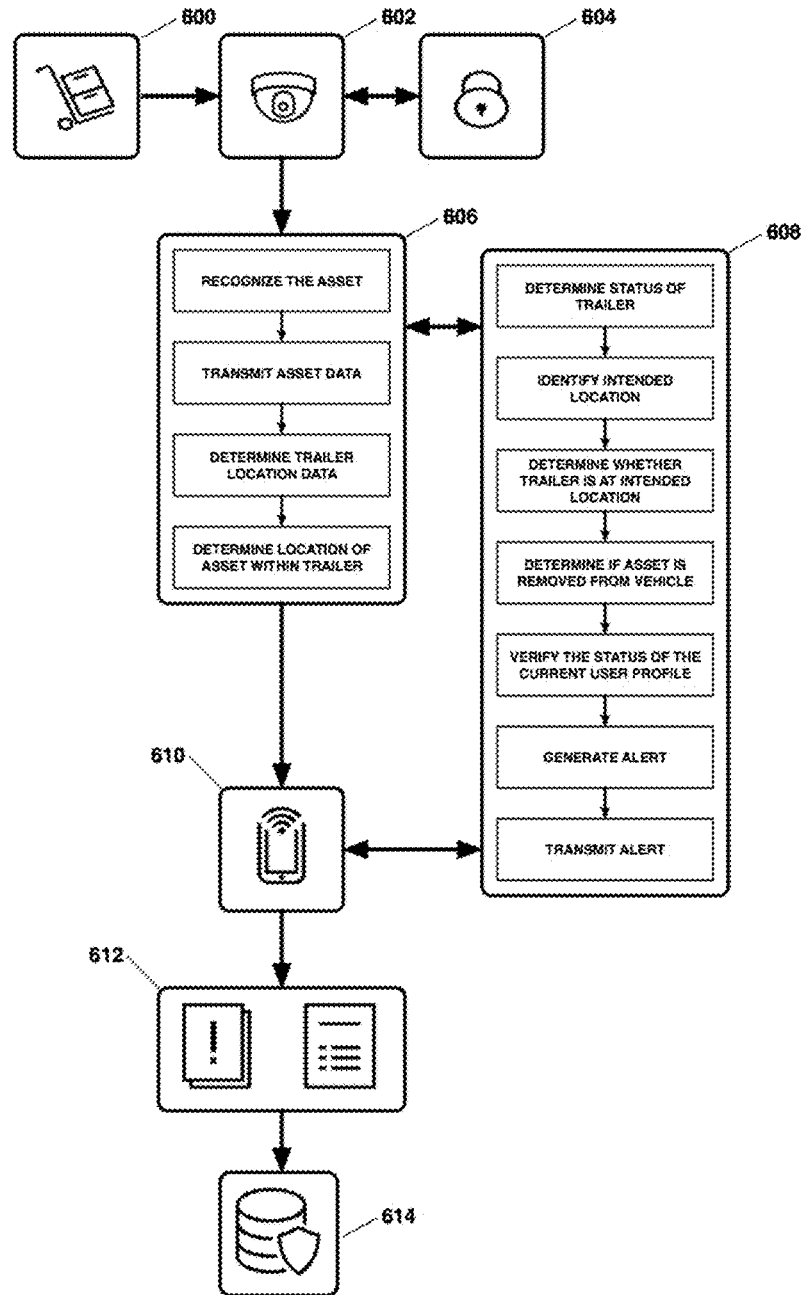 600
602
604
606
608
RECOGNIZE THE ASSET
TRANSMIT ASSET DATA
DETERMINE TRAILER
LOCATION DATA
DETERMINE LOCATION OF
ASSET WITHIN TRAILER
DETERMINE STATUS OF
TRAILER
IDENTIFY INTENDED
LOCATION
DETERMINE WHETHER
TRAILER IS AT INTENDED
LOCATION
DETERMINE IF ASSET IS
REMOVED FROM VEHICLE
VERIFY THE STATUS OF THE
CURRENT USER PROFILE
GENERATE ALERT
TRANSMIT ALERT
610
612
614